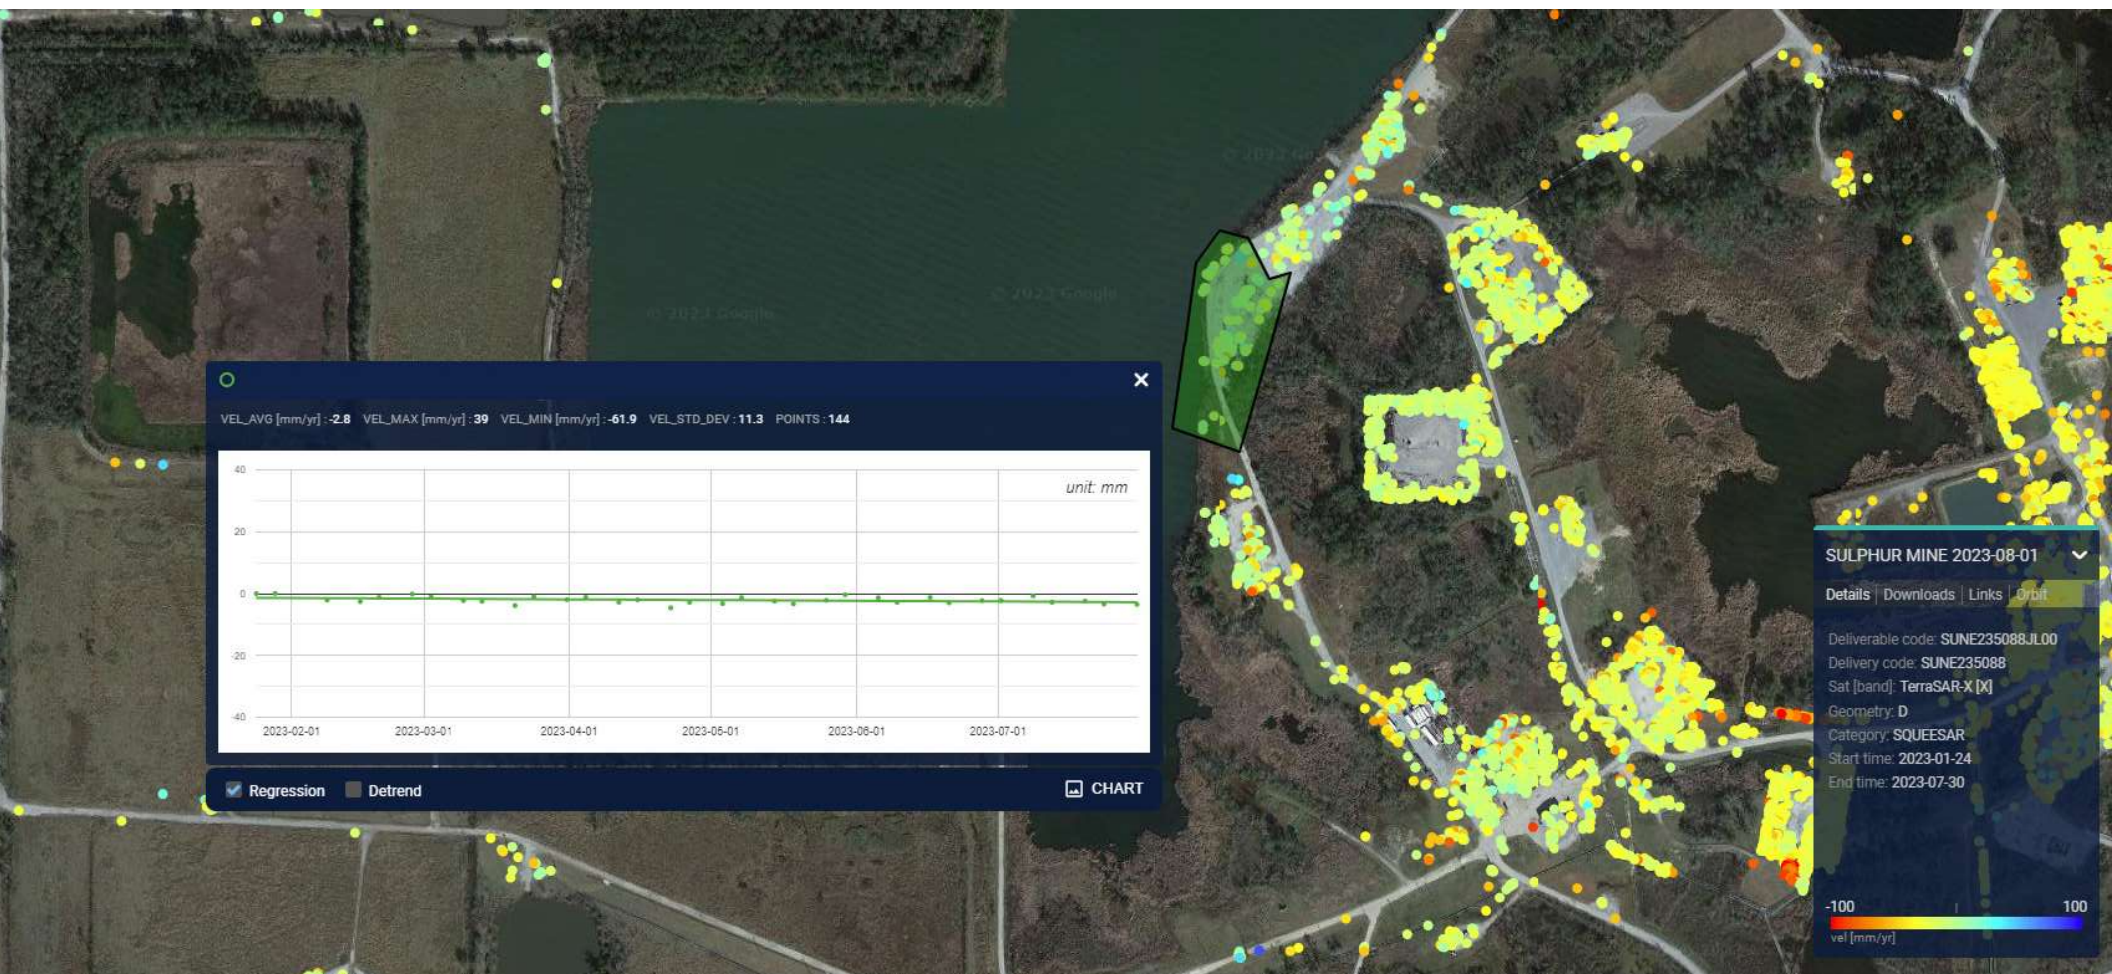 © 2023 Google
© 2023 Google
VEL_AVG [mm/yr] : -2.8 VEL_MAX [mm/yr] : 39 VEL_MIN [mm/yr] : -61.9 VEL_STD_DEV : 11.3 POINTS : 144
unit: mm
40
20
0
-20
-40
2023-02-01 2023-03-01 2023-04-01 2023-05-01 2023-06-01 2023-07-01
Regression Detrend CHART
SULPHUR MINE 2023-08-01
Details | Downloads | Links | Orbit
Deliverable code: SUNE235088JL00
Delivery code: SUNE235088
Sat [band]: TerraSAR-X [X]
Geometry: D
Category: SQUEESAR
Start time: 2023-01-24
End time: 2023-07-30
-100 100
vel [mm/yr]